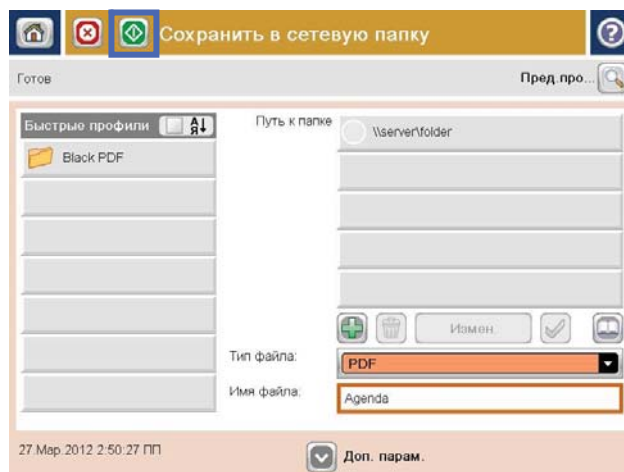 Сохранить в сетевую папку
Готов
Пред.про...
Быстрые профили
АЯ
Путь к папке
\\server\folder
Black PDF
Измен.
Тип файла:
PDF
Имя файла:
Agenda
27 Мар 2012 2:50:27 ПП
Доп. парам.